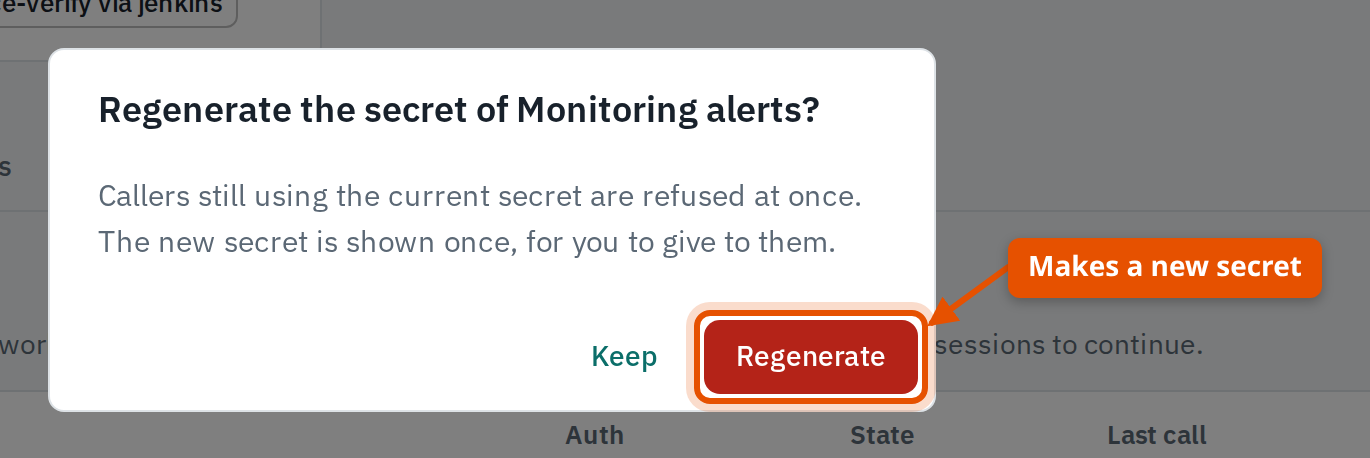 e-verify via jenkins
Regenerate the secret of Monitoring alerts?
s
Callers still using the current secret are refused at once.
The new secret is shown once, for you to give to them.
Makes a new secret
wor
sessions to continue.
Keep
Regenerate
Auth
State
Last call